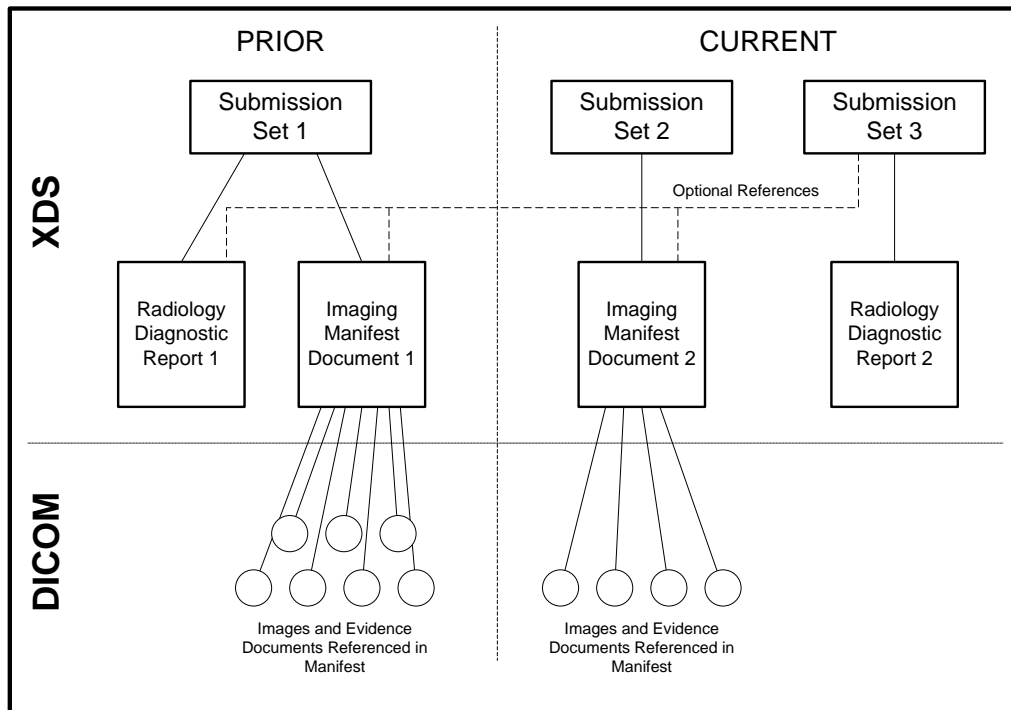 PRIOR
CURRENT
XDS
Submission
Set 1
Submission
Set 2
Submission
Set 3
Optional References
Radiology
Diagnostic
Report 1
Imaging
Manifest
Document 1
Imaging
Manifest
Document 2
Radiology
Diagnostic
Report 2
DICOM
Images and Evidence
Documents Referenced in
Manifest
Images and Evidence
Documents Referenced in
Manifest